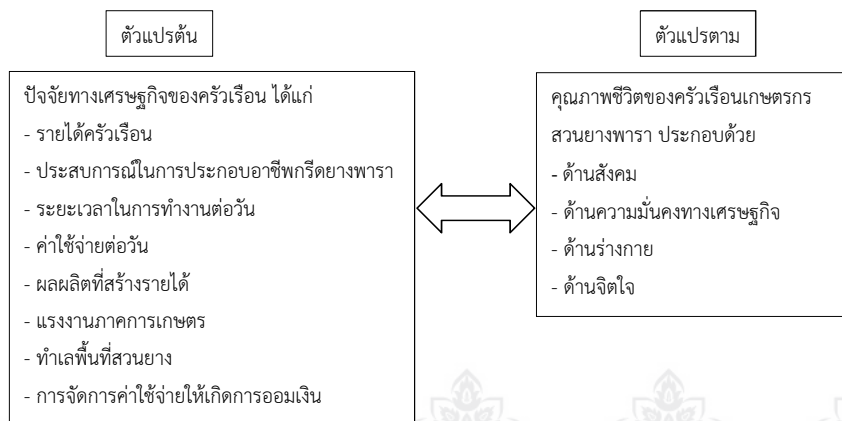 ตัวแปรต้น
ปัจจัยทางเศรษฐกิจของครัวเรือน ได้แก่
- รายได้ครัวเรือน
- ประสบการณ์ในการประกอบอาชีพกรีดยางพารา
- ระยะเวลาในการทำงานต่อวัน
- ค่าใช้จ่ายต่อวัน
- ผลผลิตที่สร้างรายได้
- แรงงานภาคการเกษตร
- ทำเลพื้นที่สวนยาง
- การจัดการค่าใช้จ่ายให้เกิดการออมเงิน
ตัวแปรตาม
คุณภาพชีวิตของครัวเรือนเกษตรกร
สวนยางพารา ประกอบด้วย
- ด้านสังคม
- ด้านความมั่นคงทางเศรษฐกิจ
- ด้านร่างกาย
- ด้านจิตใจ